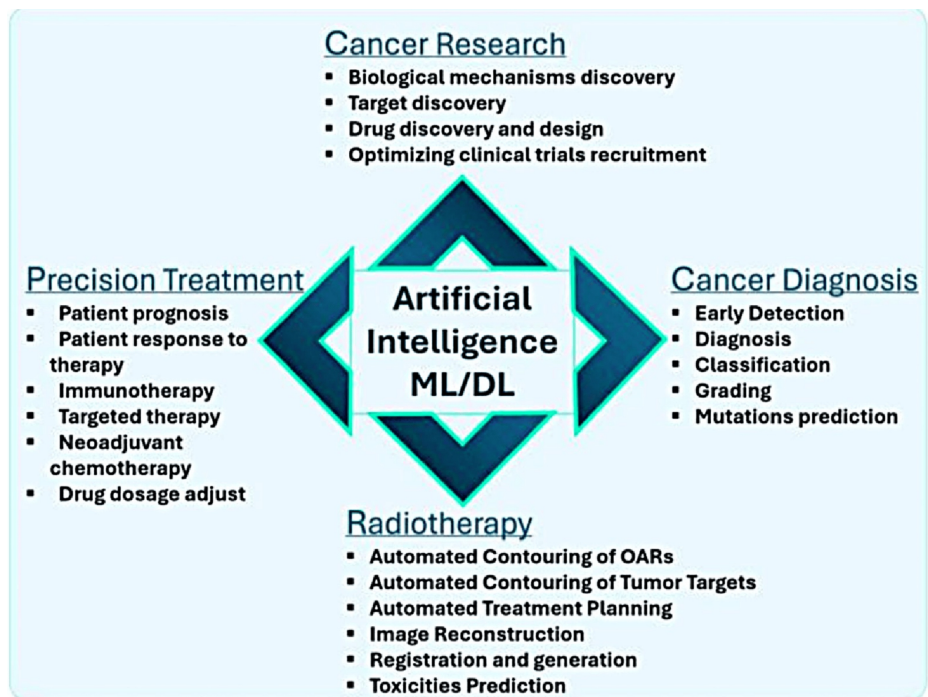 Cancer Research
▪ Biological mechanisms discovery
▪ Target discovery
▪ Drug discovery and design
▪ Optimizing clinical trials recruitment
Precision Treatment
▪ Patient prognosis
▪ Patient response to
therapy
▪ Immunotherapy
▪ Targeted therapy
▪ Neoadjuvant
chemotherapy
▪ Drug dosage adjust
Artificial
Intelligence
ML/DL
Cancer Diagnosis
▪ Early Detection
▪ Diagnosis
▪ Classification
▪ Grading
▪ Mutations prediction
Radiotherapy
▪ Automated Contouring of OARs
▪ Automated Contouring of Tumor Targets
▪ Automated Treatment Planning
▪ Image Reconstruction
▪ Registration and generation
▪ Toxicities Prediction